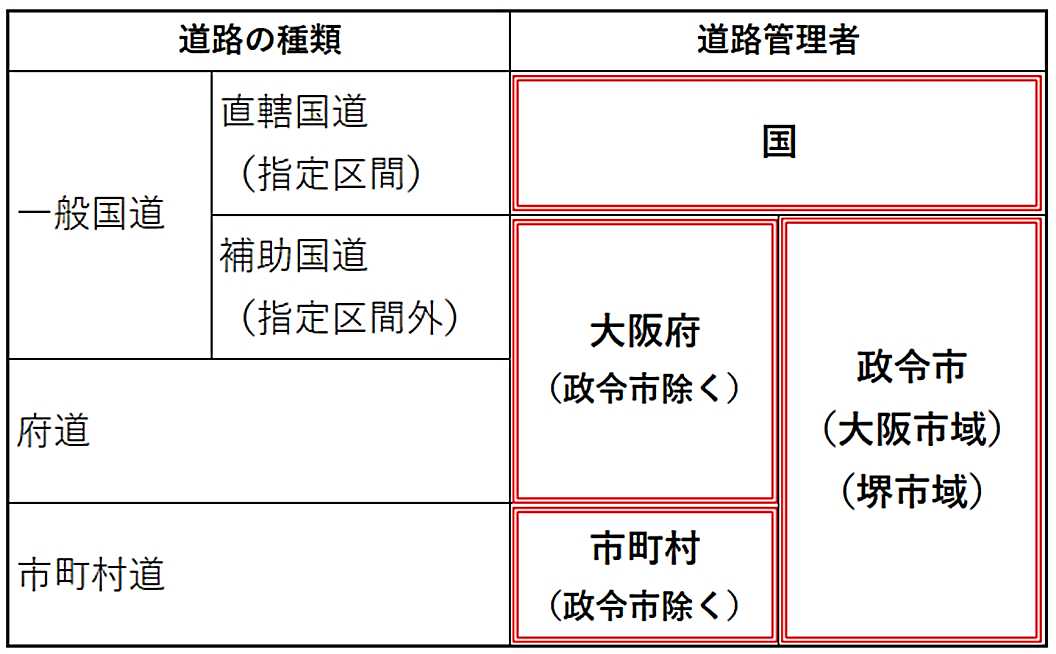 道路の種類
道路管理者
一般国道
直轄国道
（指定区間）
国
補助国道
（指定区間外）
大阪府
（政令市除く）
政令市
（大阪市域）
（堺市域）
府道
市町村道
市町村
（政令市除く）